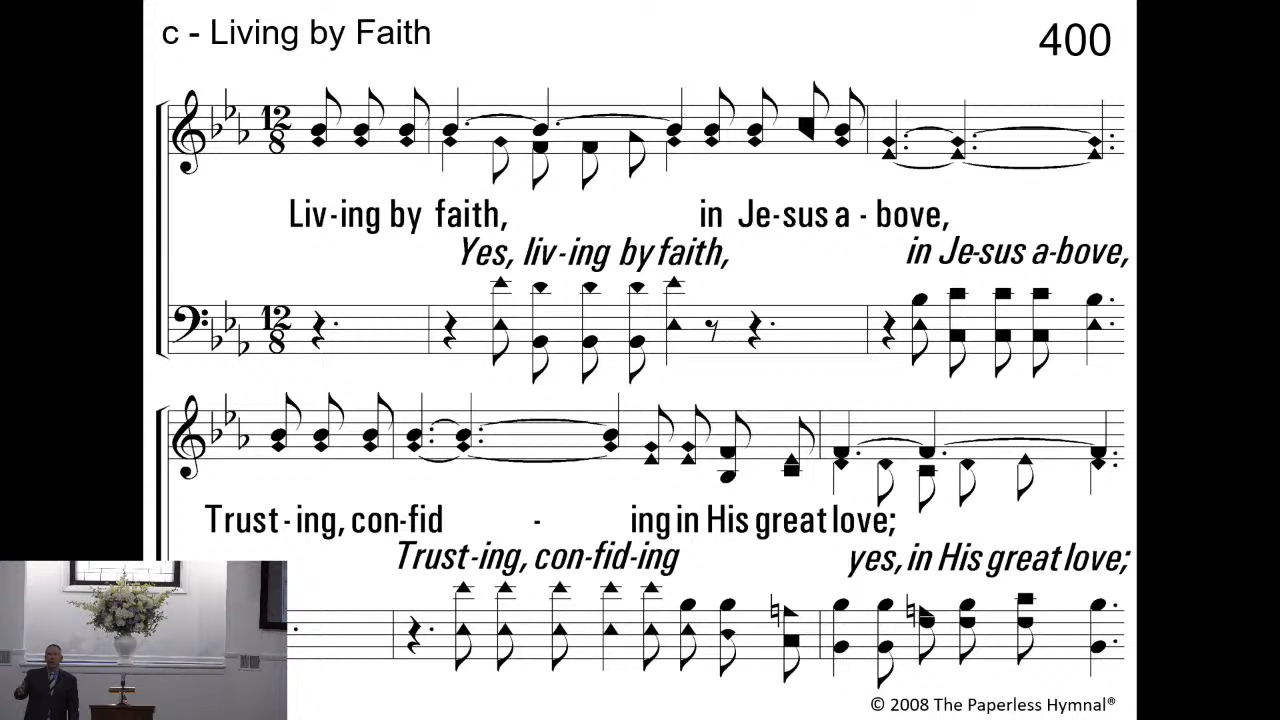 c - Living by Faith
400
Liv-ing by faith, in Je-sus a - bove,
Yes, liv-ing by faith, in Je-sus a-bove,
Trust-ing, con-fid - ing in His great love;
Trust-ing, con-fid-ing yes, in His great love;
© 2008 The Paperless Hymnal®